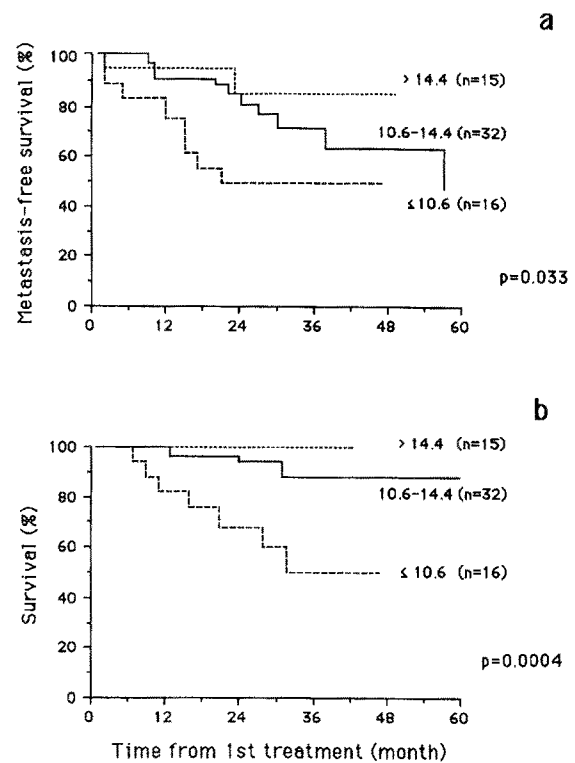 a
Metastasis-free survival (%)
100
80
60
40
20
0
> 14.4 (n=15)
10.6-14.4 (n=32)
≤10.6 (n=16)
p=0.033
0 12 24 36 48 60
b
Survival (%)
100
80
60
40
20
0
> 14.4 (n=15)
10.6-14.4 (n=32)
≤ 10.6 (n=16)
p=0.0004
0 12 24 36 48 60
Time from 1st treatment (month)